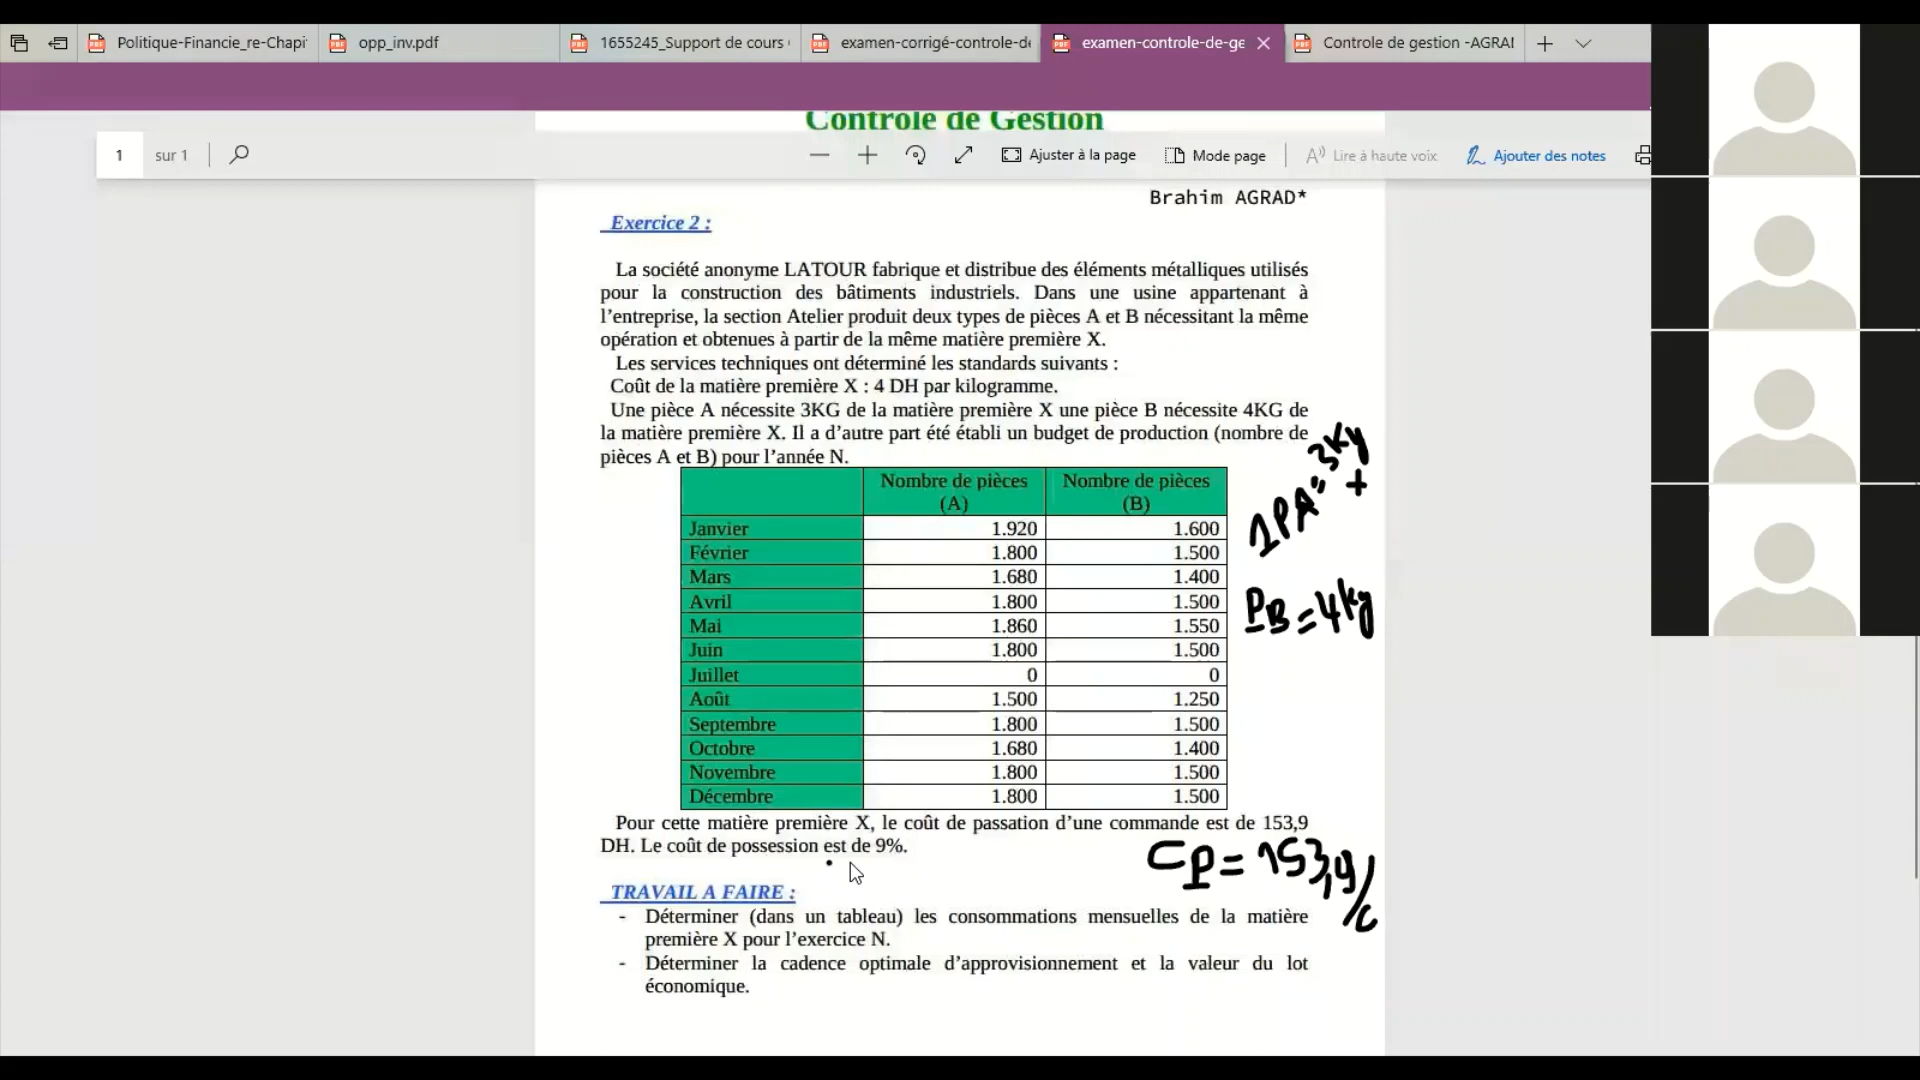 Politique-Financie_re-Chapi
opp_inv.pdf
1655245_Support de cours
examen-corrigé-controle-de
examen-controle-de-ge
Controle de gestion -AGRAI
Contrôle de Gestion
1 sur 1
Ajuster à la page
Mode page
Lire à haute voix
Ajouter des notes
Brahim AGRAD*
Exercice 2 :
La société anonyme LATOUR fabrique et distribue des éléments métalliques utilisés
pour la construction des bâtiments industriels. Dans une usine appartenant à
l'entreprise, la section Atelier produit deux types de pièces A et B nécessitant la même
opération et obtenues à partir de la même matière première X.
Les services techniques ont déterminé les standards suivants :
Coût de la matière première X : 4 DH par kilogramme.
Une pièce A nécessite 3KG de la matière première X une pièce B nécessite 4KG de
la matière première X. Il a d'autre part été établi un budget de production (nombre de
pièces A et B) pour l'année N.
Nombre de pièces (A) Nombre de pièces (B)
Janvier 1.920 1.600
Février 1.800 1.500
Mars 1.680 1.400
Avril 1.800 1.500
Mai 1.860 1.550
Juin 1.800 1.500
Juillet 0 0
Août 1.500 1.250
Septembre 1.800 1.500
Octobre 1.680 1.400
Novembre 1.800 1.500
Décembre 1.800 1.500
1PA = 3Kg
+
PB = 4kg
Pour cette matière première X, le coût de passation d'une commande est de 153,9
DH. Le coût de possession est de 9%.
CP = 153,9/c
TRAVAIL A FAIRE :
- Déterminer (dans un tableau) les consommations mensuelles de la matière
première X pour l'exercice N.
- Déterminer la cadence optimale d'approvisionnement et la valeur du lot
économique.